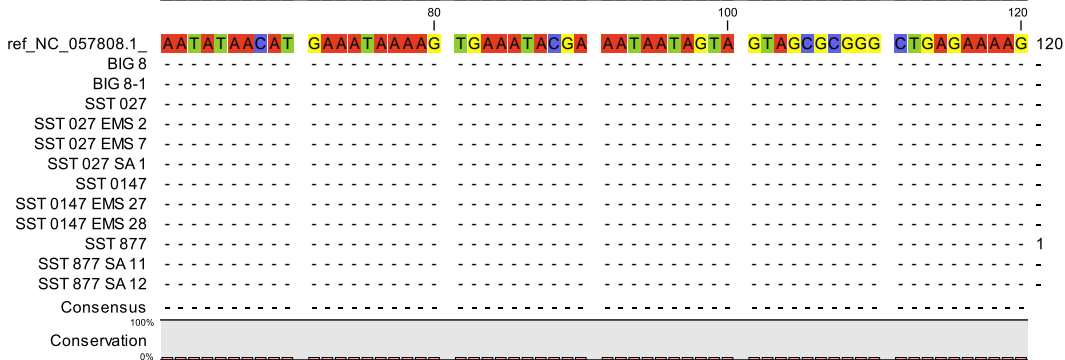 80 100 120
ref_NC_057808.1_ AATATAACAT GAAATAAAAG TGAAATACGA AATAATAGTA GTAGCGCGGG CTGAGAAAAG 120
BIG 8 - - - - - - - - - - - - - - - - - - - - - - - - - - - - - - - - - - - - - - - - - - - - - - - - - - - - - - - - - - - - -
BIG 8-1 - - - - - - - - - - - - - - - - - - - - - - - - - - - - - - - - - - - - - - - - - - - - - - - - - - - - - - - - - - - - -
SST 027 - - - - - - - - - - - - - - - - - - - - - - - - - - - - - - - - - - - - - - - - - - - - - - - - - - - - - - - - - - - - -
SST 027 EMS 2 - - - - - - - - - - - - - - - - - - - - - - - - - - - - - - - - - - - - - - - - - - - - - - - - - - - - - - - - - - - - -
SST 027 EMS 7 - - - - - - - - - - - - - - - - - - - - - - - - - - - - - - - - - - - - - - - - - - - - - - - - - - - - - - - - - - - - -
SST 027 SA 1 - - - - - - - - - - - - - - - - - - - - - - - - - - - - - - - - - - - - - - - - - - - - - - - - - - - - - - - - - - - - -
SST 0147 - - - - - - - - - - - - - - - - - - - - - - - - - - - - - - - - - - - - - - - - - - - - - - - - - - - - - - - - - - - - -
SST 0147 EMS 27 - - - - - - - - - - - - - - - - - - - - - - - - - - - - - - - - - - - - - - - - - - - - - - - - - - - - - - - - - - - - -
SST 0147 EMS 28 - - - - - - - - - - - - - - - - - - - - - - - - - - - - - - - - - - - - - - - - - - - - - - - - - - - - - - - - - - - - -
SST 877 - - - - - - - - - - - - - - - - - - - - - - - - - - - - - - - - - - - - - - - - - - - - - - - - - - - - - - - - - - - - 1
SST 877 SA 11 - - - - - - - - - - - - - - - - - - - - - - - - - - - - - - - - - - - - - - - - - - - - - - - - - - - - - - - - - - - - -
SST 877 SA 12 - - - - - - - - - - - - - - - - - - - - - - - - - - - - - - - - - - - - - - - - - - - - - - - - - - - - - - - - - - - - -
Consensus - - - - - - - - - - - - - - - - - - - - - - - - - - - - - - - - - - - - - - - - - - - - - - - - - - - - - - - - - - - -
100%
Conservation
0%